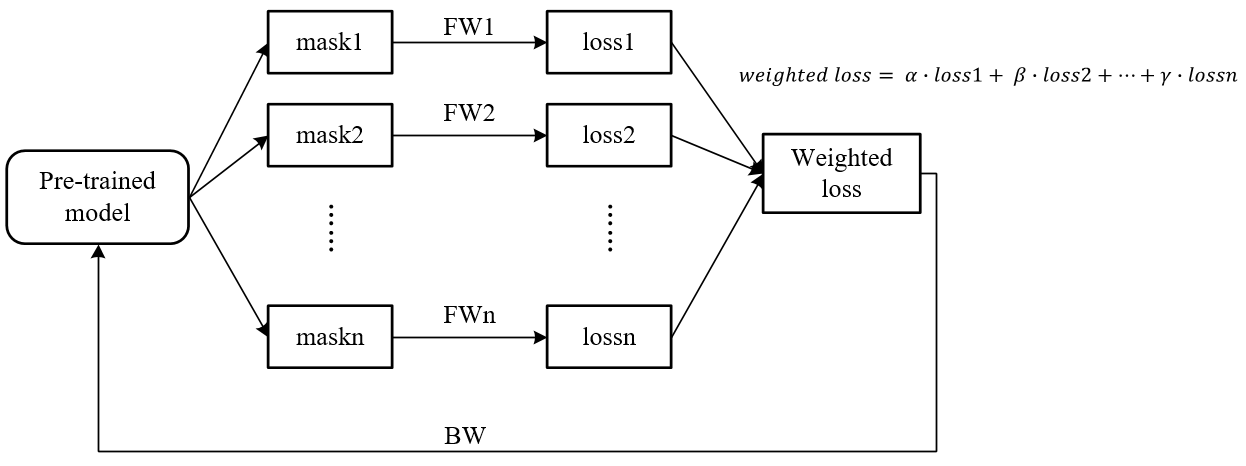 FW1
mask1
loss1
weighted loss = α · loss1 + β · loss2 + ⋯ + γ · lossn
FW2
mask2
loss2
Weighted
loss
Pre-trained
model
FWn
maskn
lossn
BW